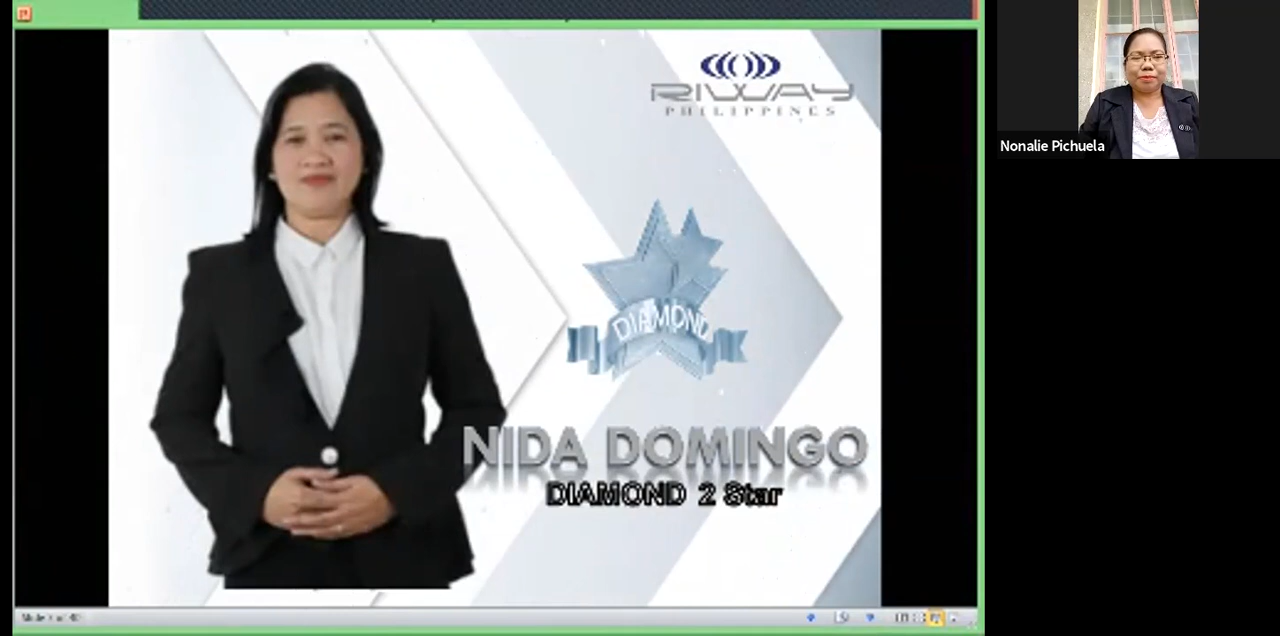 RIWAY
PHILIPPINES
DIAMOND
NIDA DOMINGO
DIAMOND 2 Star
Nonalie Pichuela